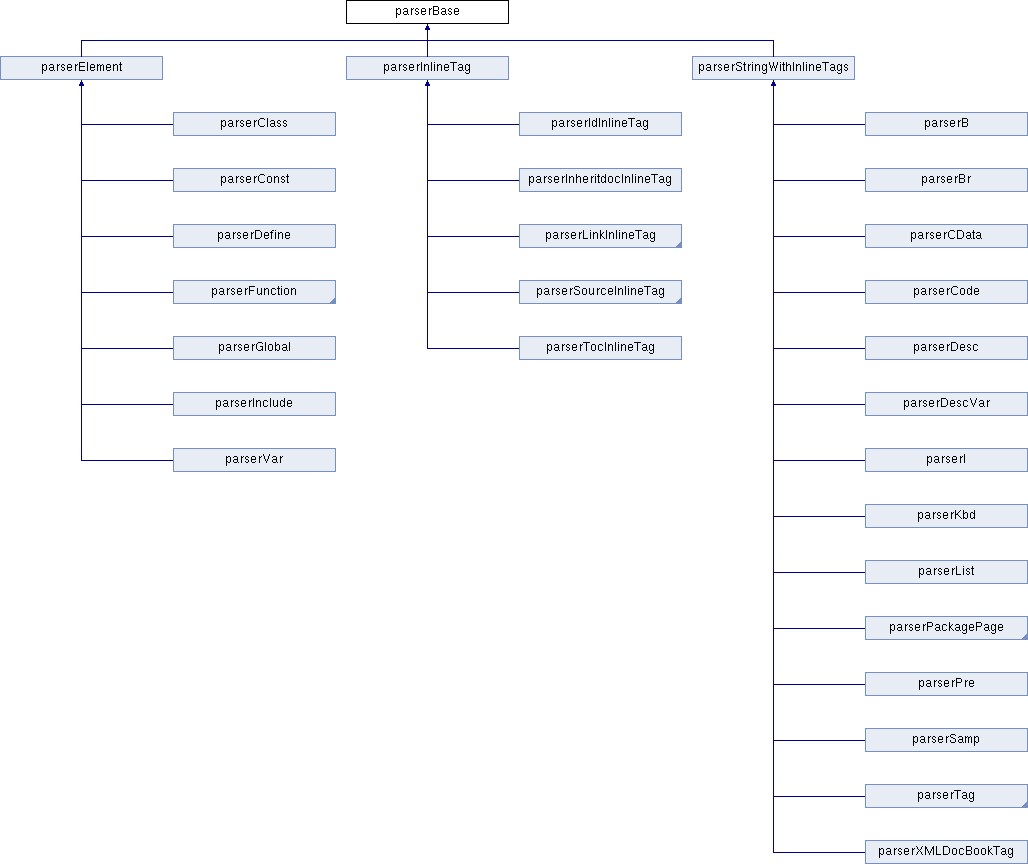 parserBase
parserElement
parserInlineTag
parserStringWithInlineTags
parserClass
parserIdInlineTag
parserB
parserConst
parserInheritdocInlineTag
parserBr
parserDefine
parserLinkInlineTag
parserCData
parserFunction
parserSourceInlineTag
parserCode
parserGlobal
parserTocInlineTag
parserDesc
parserInclude
parserDescVar
parserVar
parserI
parserKbd
parserList
parserPackagePage
parserPre
parserSamp
parserTag
parserXMLDocBookTag